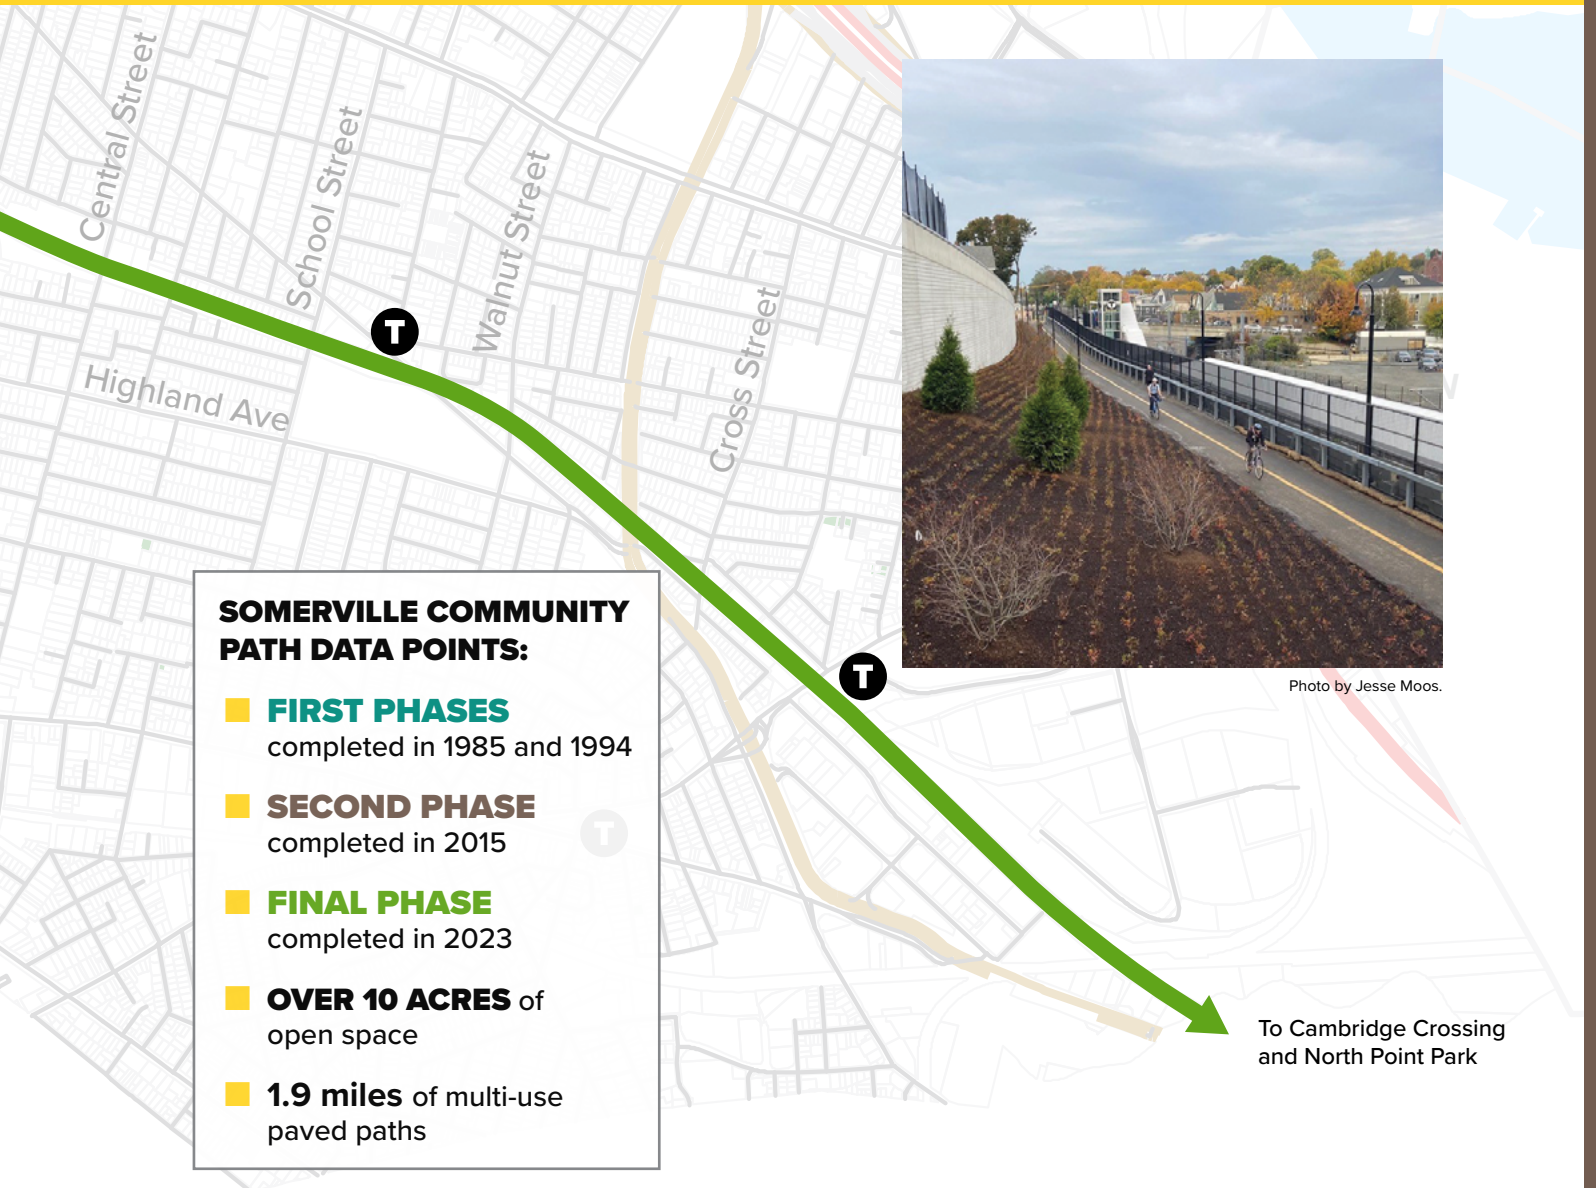 Central Street
School Street
Walnut Street
Cross Street
Highland Ave
T
T
T
SOMERVILLE COMMUNITY
PATH DATA POINTS:
FIRST PHASES
completed in 1985 and 1994
SECOND PHASE
completed in 2015
FINAL PHASE
completed in 2023
OVER 10 ACRES of
open space
1.9 miles of multi-use
paved paths
Photo by Jesse Moos.
To Cambridge Crossing
and North Point Park